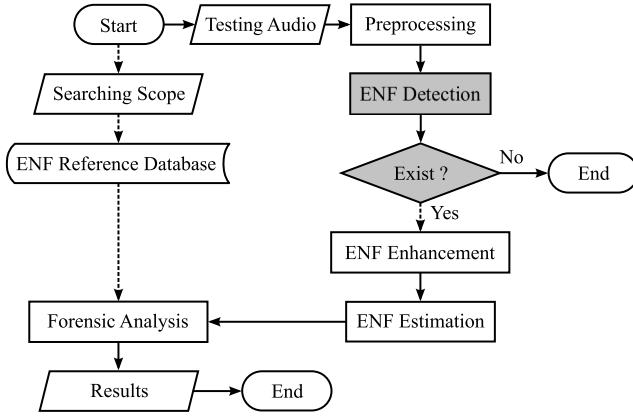 Start
Testing Audio
Preprocessing
Searching Scope
ENF Detection
ENF Reference Database
Exist ?
No
End
Yes
ENF Enhancement
Forensic Analysis
ENF Estimation
Results
End